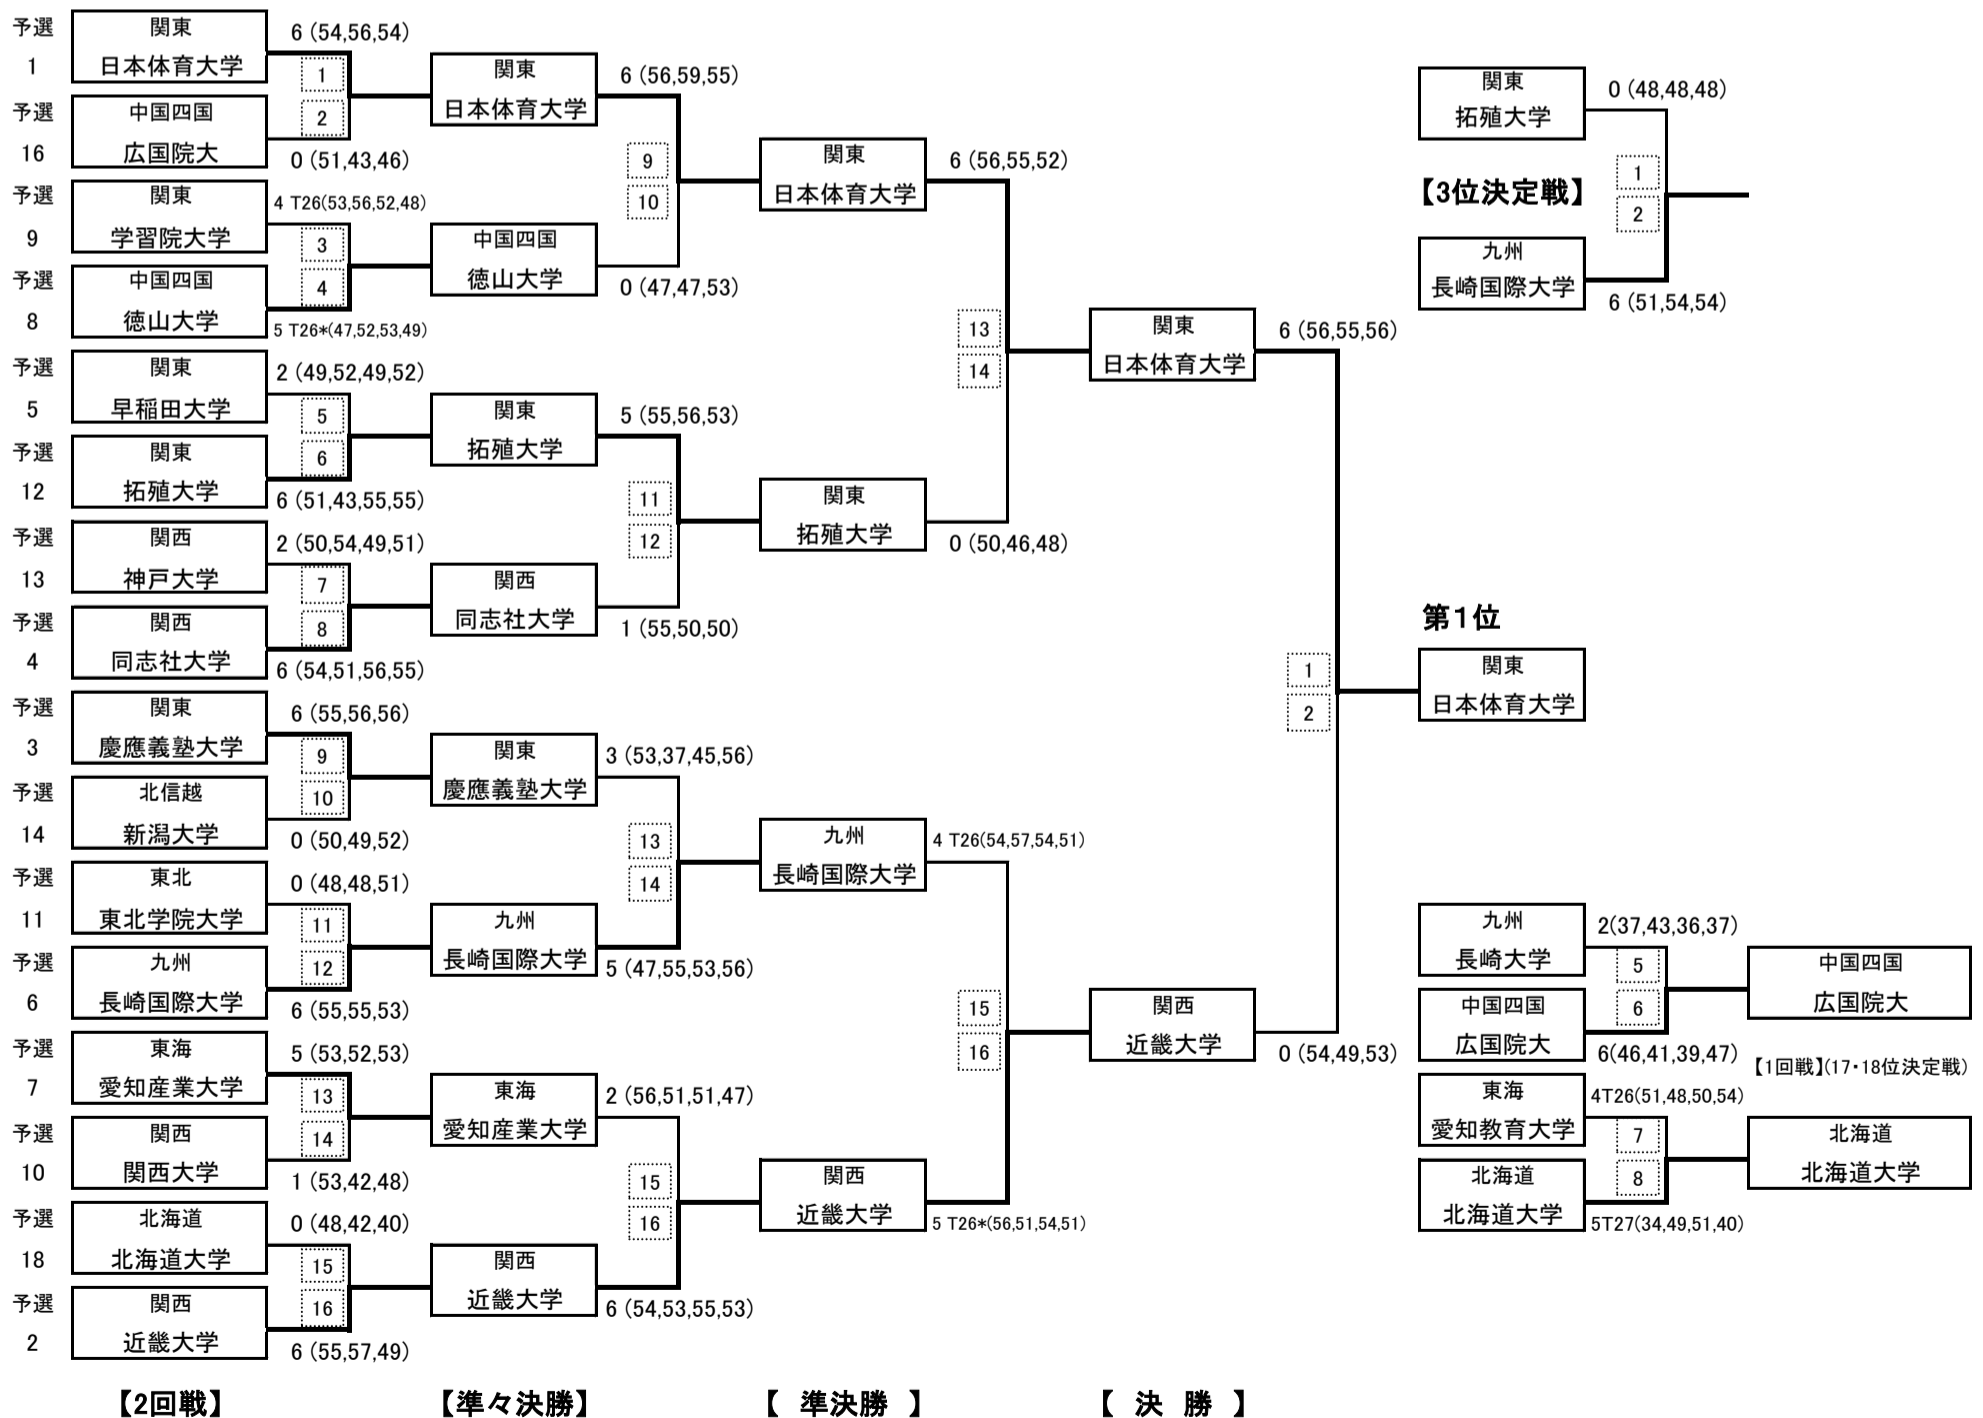 予選
1
関東
日本体育大学
6 (54,56,54)
1
2
予選
16
中国四国
広国院大
0 (51,43,46)
予選
9
関東
学習院大学
4 T26(53,56,52,48)
3
4
予選
8
中国四国
徳山大学
5 T26*(47,52,53,49)
予選
5
関東
早稲田大学
2 (49,52,49,52)
5
6
予選
12
関東
拓殖大学
6 (51,43,55,55)
予選
13
関西
神戸大学
2 (50,54,49,51)
7
8
予選
4
関西
同志社大学
6 (54,51,56,55)
予選
3
関東
慶應義塾大学
6 (55,56,56)
9
10
予選
14
北信越
新潟大学
0 (50,49,52)
予選
11
東北
東北学院大学
0 (48,48,51)
11
12
予選
6
九州
長崎国際大学
6 (55,55,53)
予選
7
東海
愛知産業大学
5 (53,52,53)
13
14
予選
10
関西
関西大学
1 (53,42,48)
予選
18
北海道
北海道大学
0 (48,42,40)
15
16
予選
2
関西
近畿大学
6 (55,57,49)
【2回戦】
関東
日本体育大学
6 (56,59,55)
9
10
中国四国
徳山大学
0 (47,47,53)
関東
拓殖大学
5 (55,56,53)
11
12
関西
同志社大学
1 (55,50,50)
関東
慶應義塾大学
3 (53,37,45,56)
13
14
九州
長崎国際大学
5 (47,55,53,56)
東海
愛知産業大学
2 (56,51,51,47)
15
16
関西
近畿大学
6 (54,53,55,53)
【準々決勝】
関東
日本体育大学
6 (56,55,52)
13
14
関東
拓殖大学
0 (50,46,48)
九州
長崎国際大学
4 T26(54,57,54,51)
15
16
関西
近畿大学
5 T26*(56,51,54,51)
【 準決勝 】
関東
日本体育大学
6 (56,55,56)
1
2
関西
近畿大学
0 (54,49,53)
【 決 勝 】
関東
拓殖大学
0 (48,48,48)
【3位決定戦】
1
2
九州
長崎国際大学
6 (51,54,54)
第1位
関東
日本体育大学
九州
長崎大学
2(37,43,36,37)
5
6
中国四国
広国院大
6(46,41,39,47)
中国四国
広国院大
【1回戦】(17・18位決定戦)
東海
愛知教育大学
4T26(51,48,50,54)
7
8
北海道
北海道大学
5T27(34,49,51,40)
北海道
北海道大学